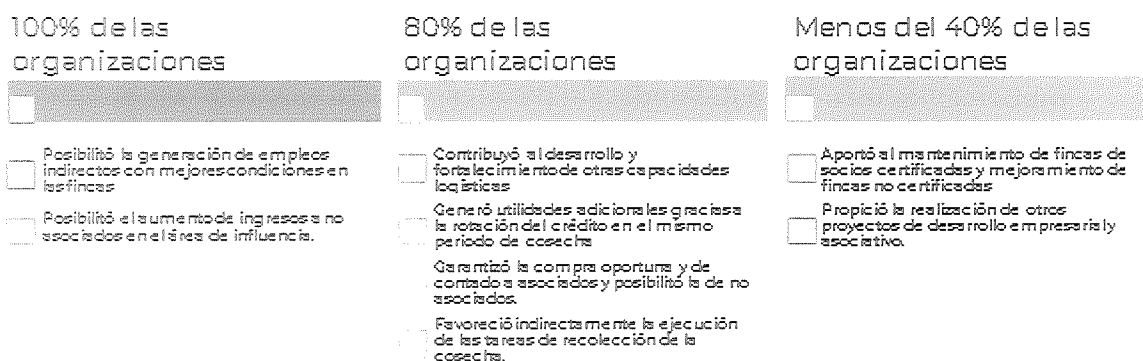 100% de las
organizaciones
Posibilitó la generación de empleos
indirectos con mejores condiciones en
las fincas
Posibilitó el aumento de ingresos a no
asociados en el área de influencia.
80% de las
organizaciones
Contribuyó al desarrollo y
fortalecimiento de otras capacidades
logísticas
Generó utilidades adicionales gracias a
la rotación del crédito en el mismo
periodo de cosecha
Garantizó la compra oportuna y de
contado a asociados y posibilitó la de no
asociados.
Favoreció indirectamente la ejecución
de las tareas de recolección de la
cosecha.
Menos del 40% de las
organizaciones
Aportó al mantenimiento de fincas de
socios certificadas y mejoramiento de
fincas no certificadas
Propició la realización de otros
proyectos de desarrollo empresarial y
asociativo.